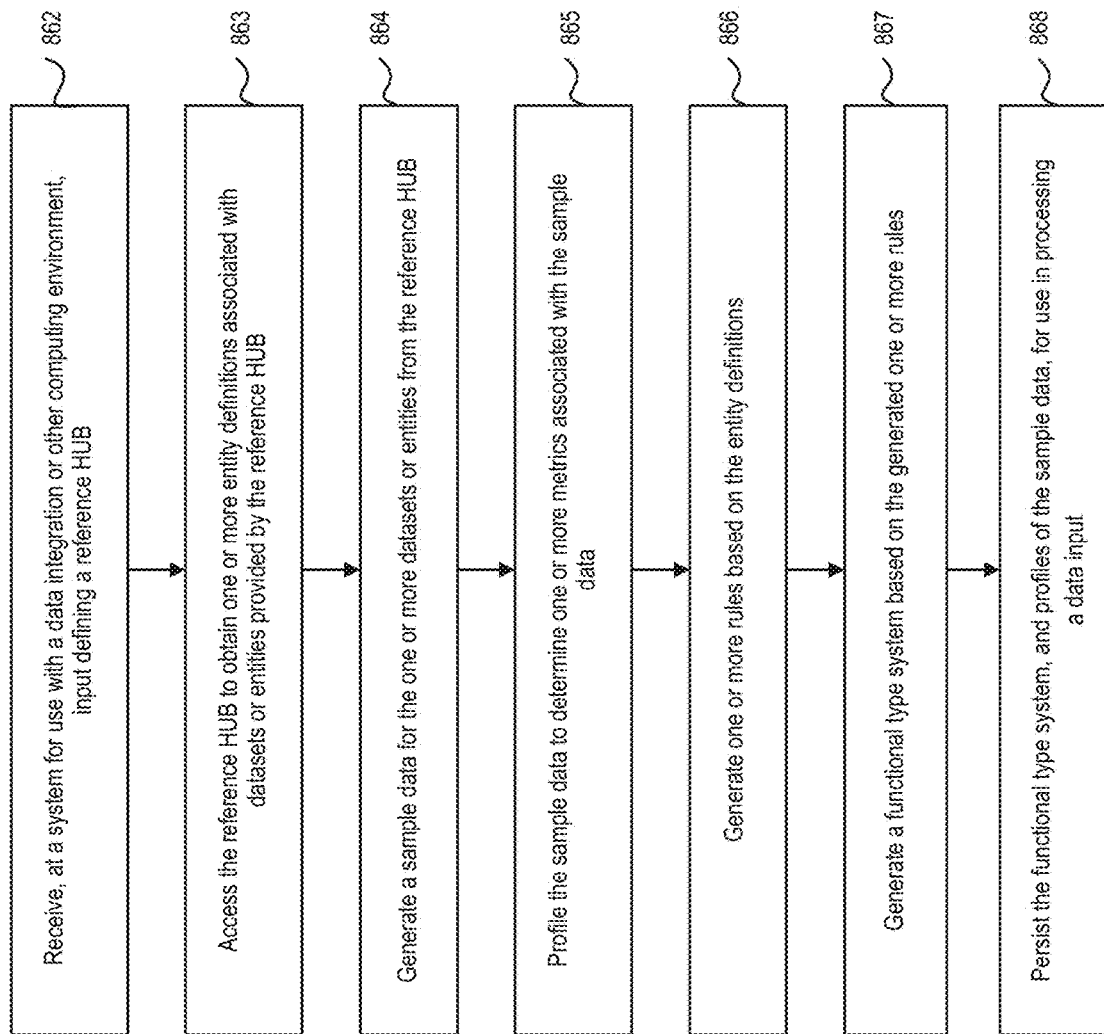 Receive, at a system for use with a data integration or other computing environment,
input defining a reference HUB
862
Access the reference HUB to obtain one or more entity definitions associated with
datasets or entities provided by the reference HUB
863
Generate a sample data for the one or more datasets or entities from the reference HUB
864
Profile the sample data to determine one or more metrics associated with the sample
data
865
Generate one or more rules based on the entity definitions
866
Generate a functional type system based on the generated one or more rules
867
Persist the functional type system, and profiles of the sample data, for use in processing
a data input
868